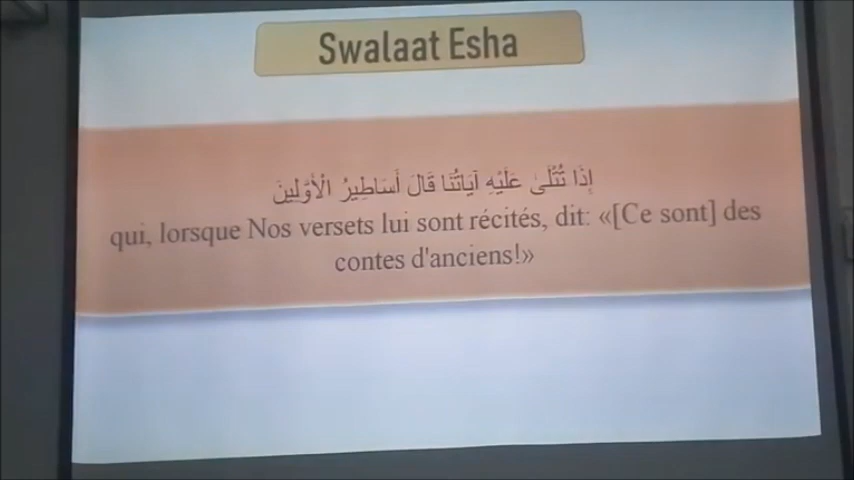 Swalaat Esha
إِذَا تُتْلَىٰ عَلَيْهِ آيَاتُنَا قَالَ أَسَاطِيرُ الْأَوَّلِينَ
qui, lorsque Nos versets lui sont récités, dit: «[Ce sont] des
contes d'anciens!»